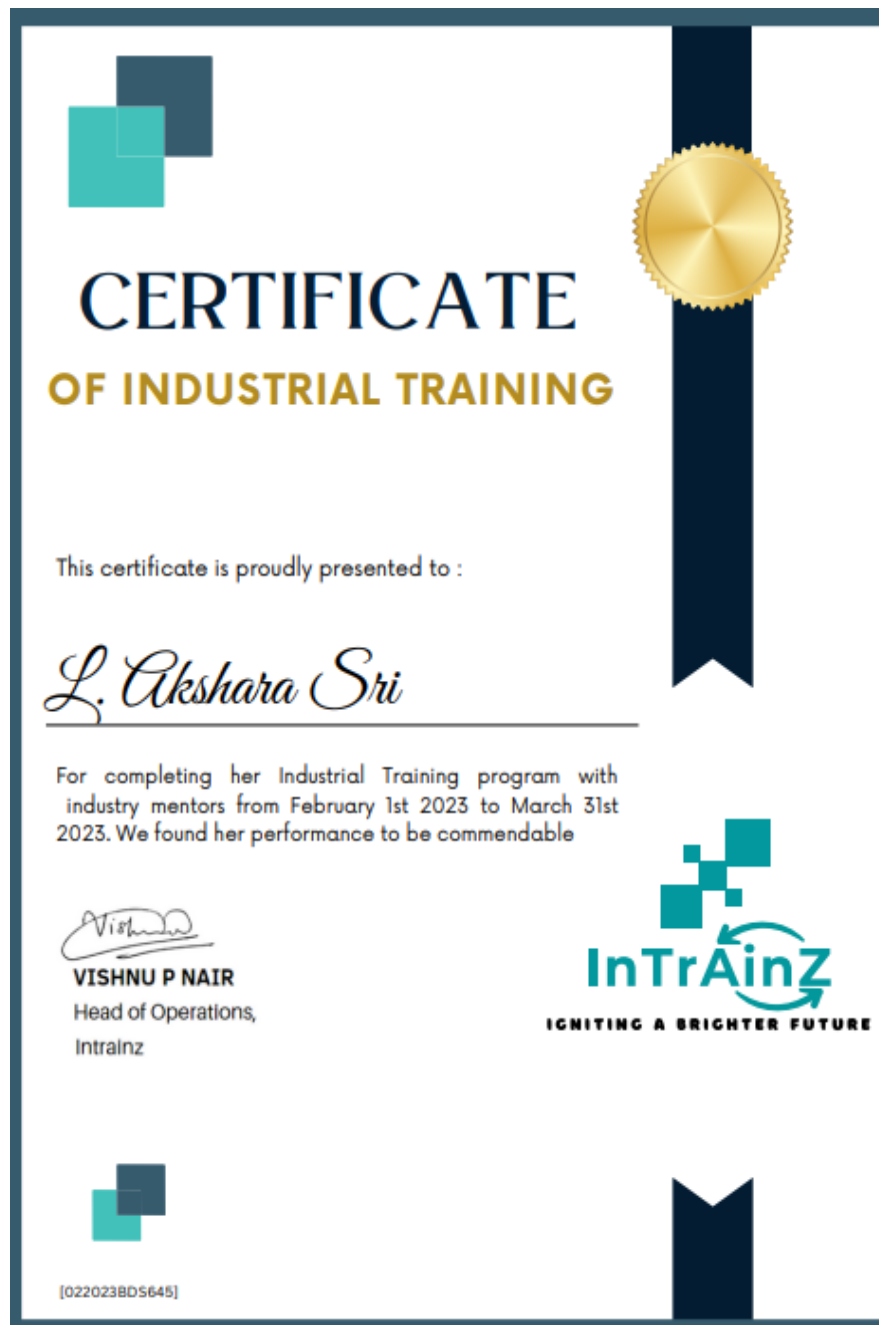 CERTIFICATE
OF INDUSTRIAL TRAINING
This certificate is proudly presented to :
L. Akshara Sri
For completing her Industrial Training program with
industry mentors from February 1st 2023 to March 31st
2023. We found her performance to be commendable
Vishnu
VISHNU P NAIR
Head of Operations,
Intrainz
InTrAinZ
IGNITING A BRIGHTER FUTURE
[022023BDS645]